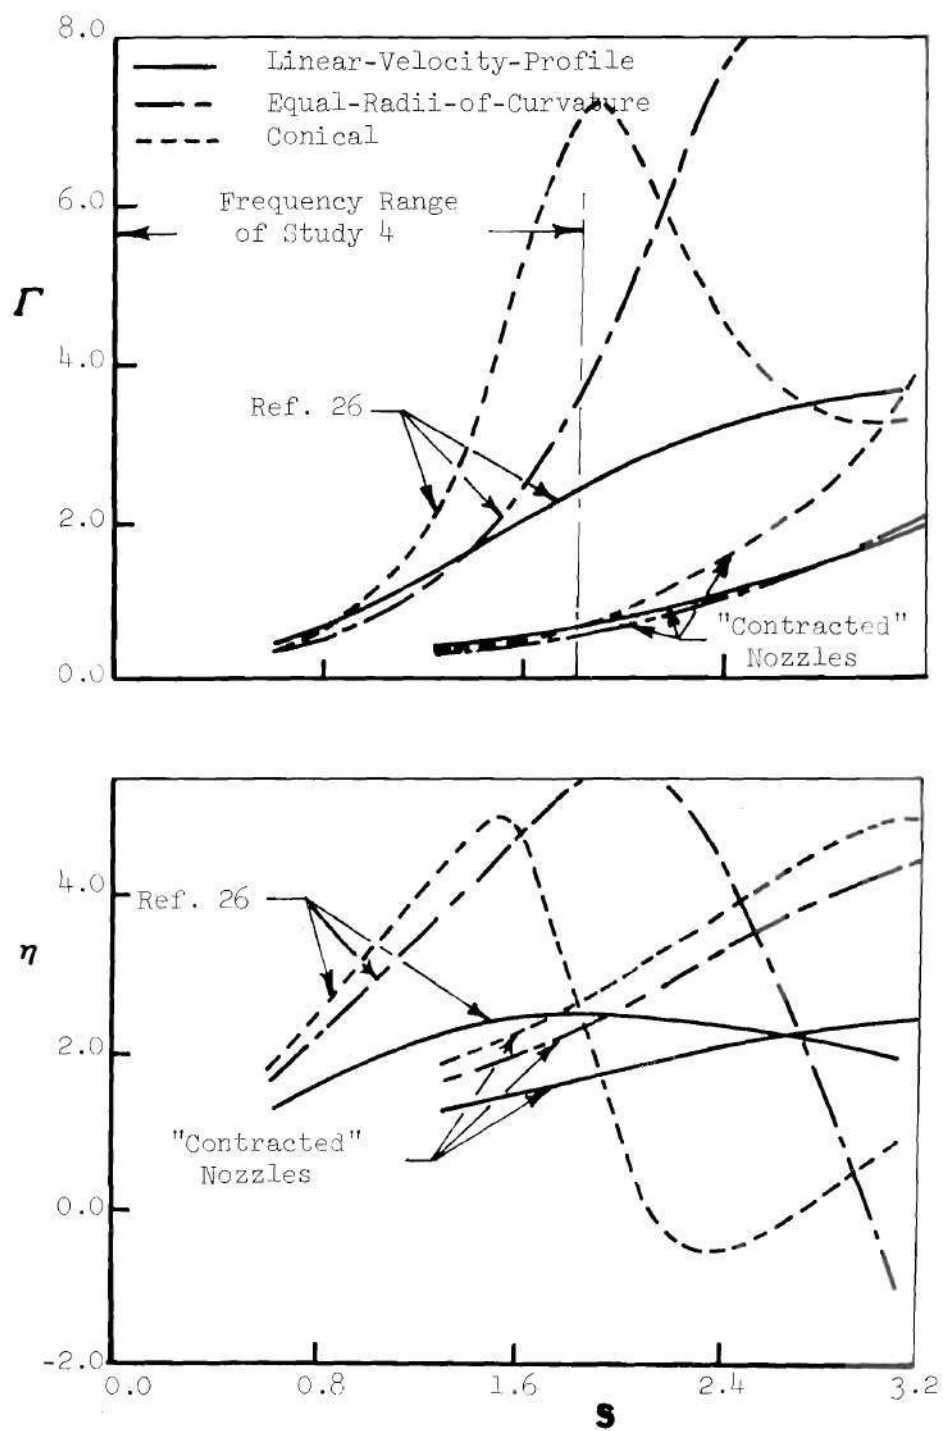 8.0
Linear-Velocity-Profile
Equal-Radii-of-Curvature
Conical
6.0
Frequency Range
of Study 4
Γ
4.0
Ref. 26
2.0
"Contracted"
Nozzles
0.0
4.0
Ref. 26
η
2.0
"Contracted"
Nozzles
0.0
-2.0
0.0 0.8 1.6 2.4 3.2
S